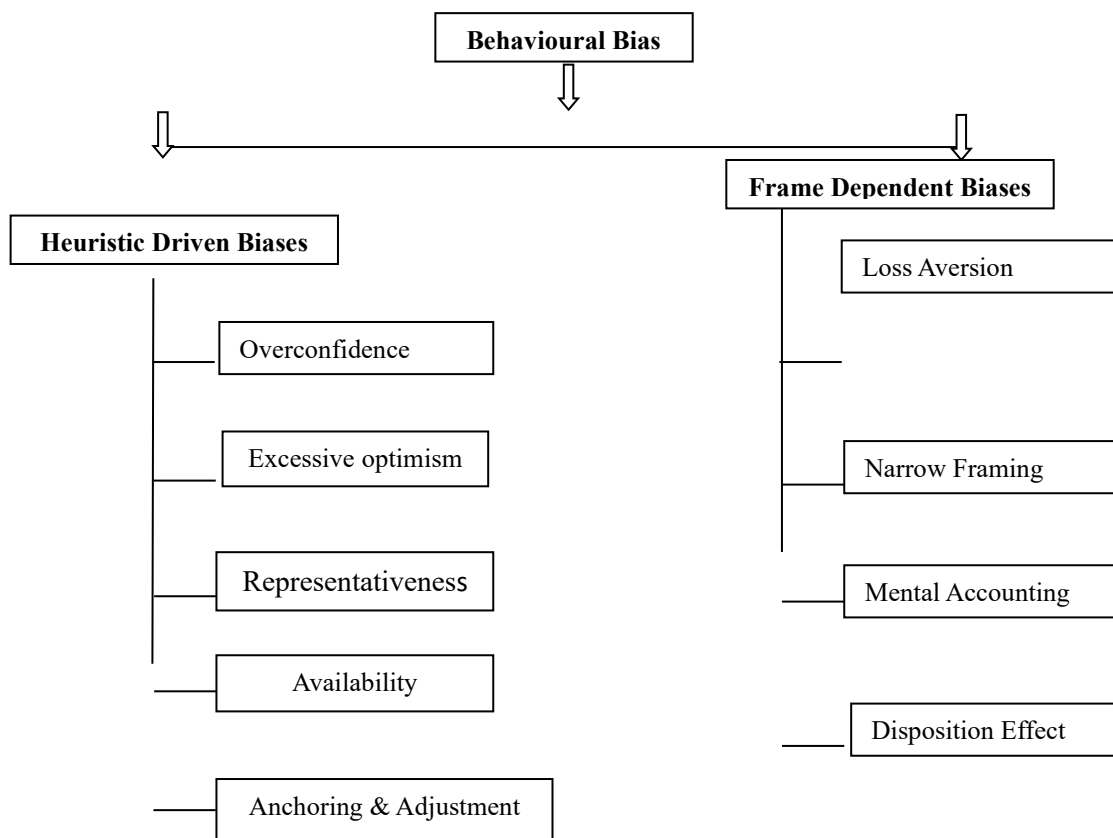 Behavioural Bias
Heuristic Driven Biases
Overconfidence
Excessive optimism
Representativeness
Availability
Anchoring & Adjustment
Frame Dependent Biases
Loss Aversion
Narrow Framing
Mental Accounting
Disposition Effect